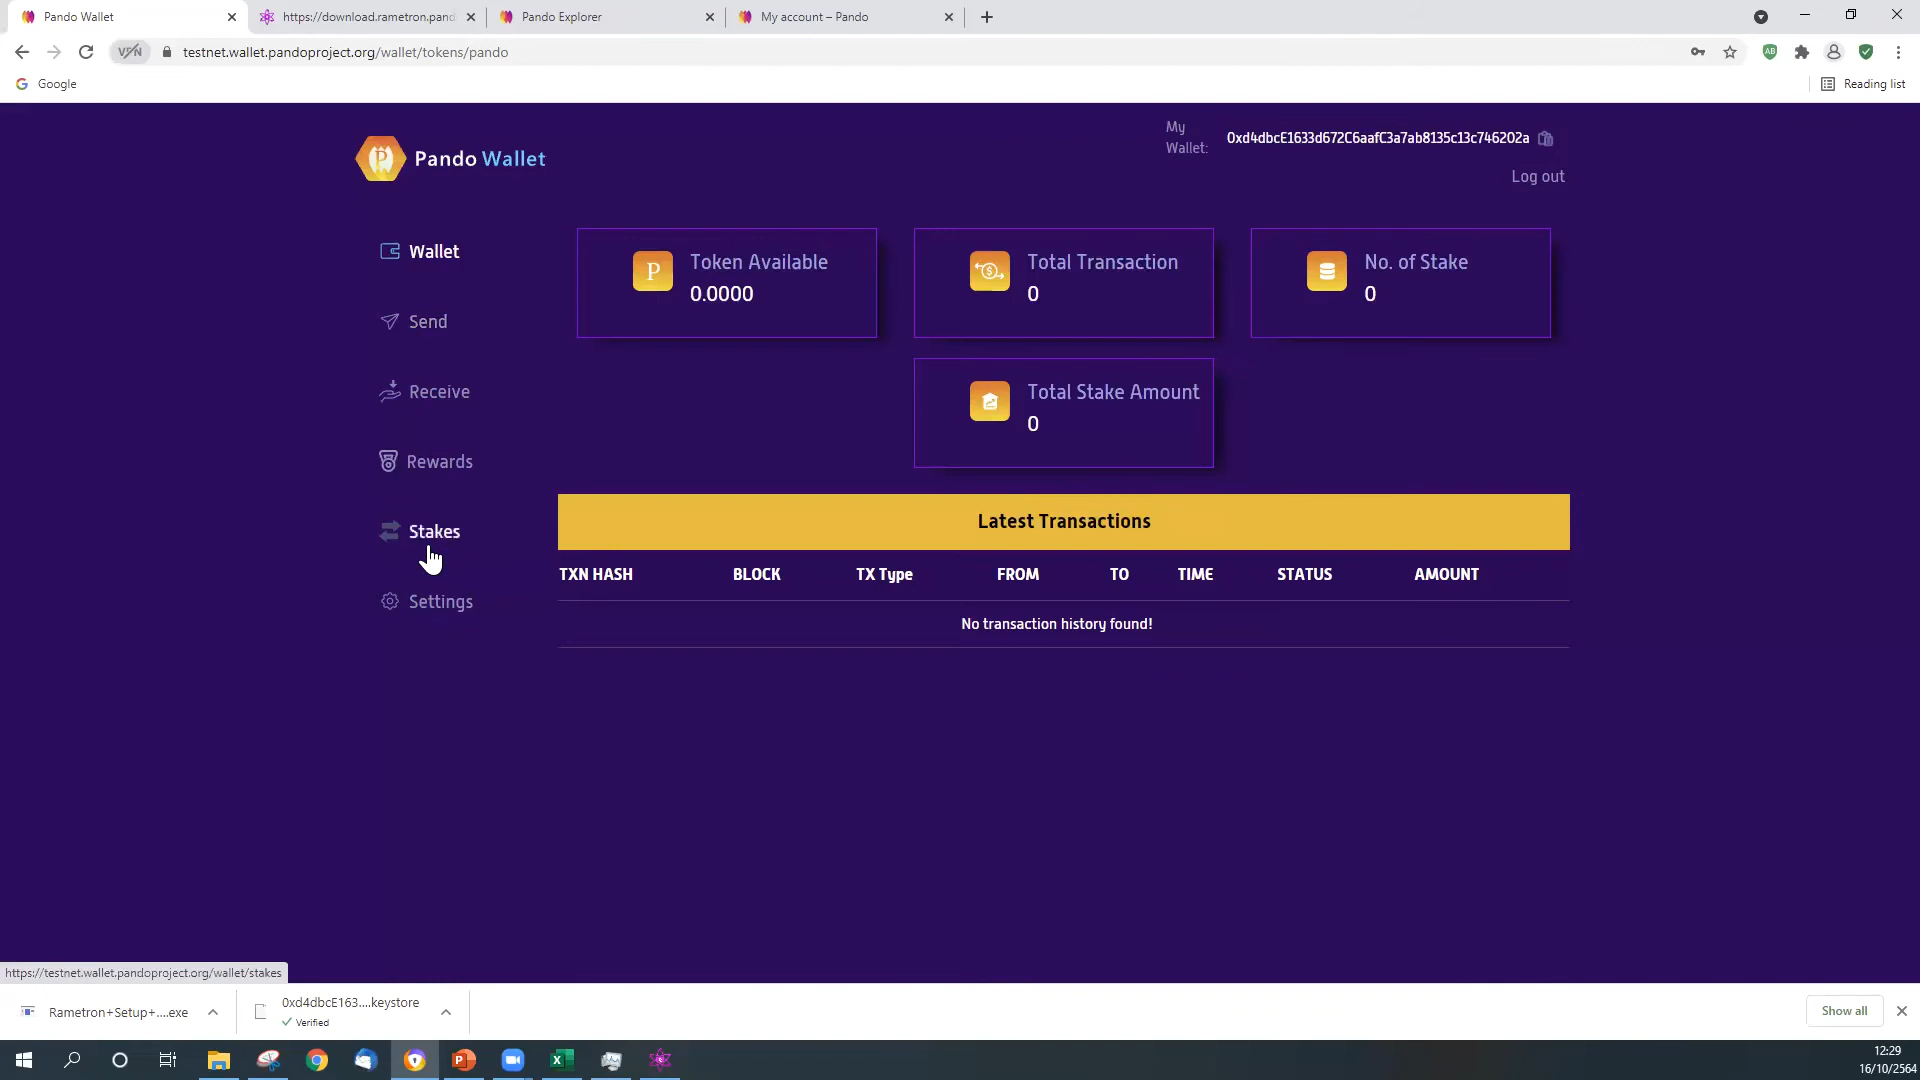 Pando Wallet
https://download.rametron.pand
Pando Explorer
My account – Pando
VPN
testnet.wallet.pandoproject.org/wallet/tokens/pando
Google
Reading list
Pando Wallet
My Wallet:
0xd4dbcE1633d672C6aafC3a7ab8135c13c746202a
Log out
Wallet
Send
Receive
Rewards
Stakes
Settings
Token Available
0.0000
Total Transaction
0
No. of Stake
0
Total Stake Amount
0
Latest Transactions
TXN HASH BLOCK TX Type FROM TO TIME STATUS AMOUNT
No transaction history found!
https://testnet.wallet.pandoproject.org/wallet/stakes
Rametron+Setup+....exe
0xd4dbcE163....keystore
Verified
Show all
12:29
16/10/2564